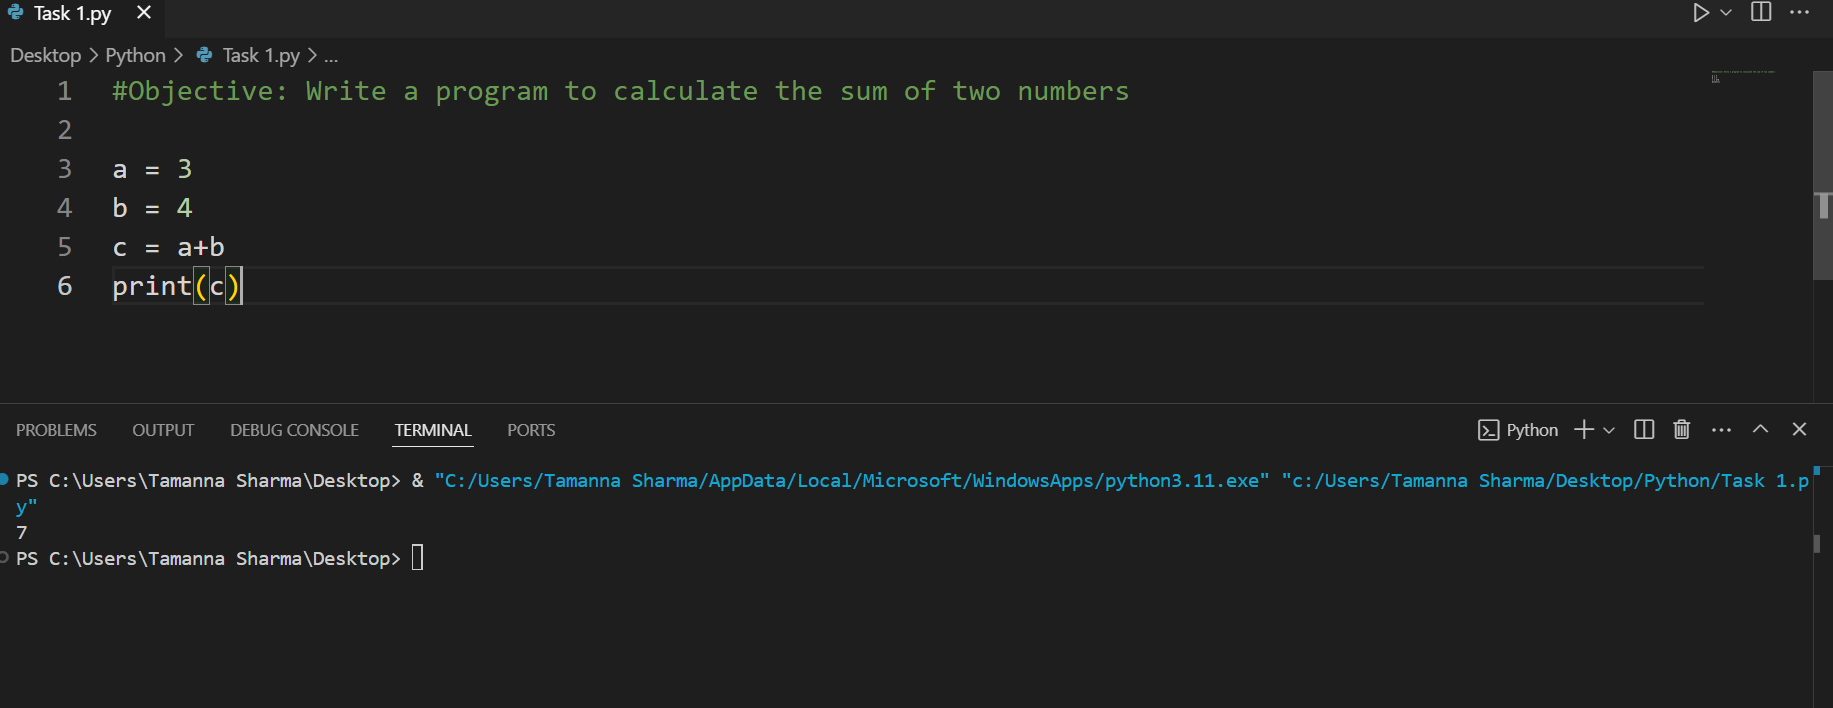 Task 1.py
Desktop > Python > Task 1.py > ...
1 #Objective: Write a program to calculate the sum of two numbers
2
3 a = 3
4 b = 4
5 c = a+b
6 print(c)
PROBLEMS OUTPUT DEBUG CONSOLE TERMINAL PORTS Python
PS C:\Users\Tamanna Sharma\Desktop> & "C:/Users/Tamanna Sharma/AppData/Local/Microsoft/WindowsApps/python3.11.exe" "c:/Users/Tamanna Sharma/Desktop/Python/Task 1.p
y"
7
PS C:\Users\Tamanna Sharma\Desktop>